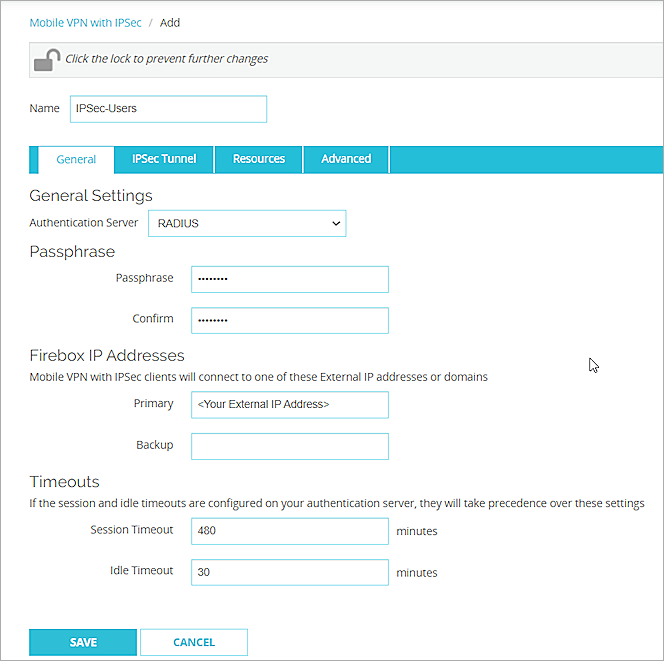 Mobile VPN with IPSec / Add
Click the lock to prevent further changes
Name IPSec-Users
General IPSec Tunnel Resources Advanced
General Settings
Authentication Server RADIUS
Passphrase
Passphrase ••••••••
Confirm ••••••••
Firebox IP Addresses
Mobile VPN with IPSec clients will connect to one of these External IP addresses or domains
Primary <Your External IP Address>
Backup
Timeouts
If the session and idle timeouts are configured on your authentication server, they will take precedence over these settings
Session Timeout 480 minutes
Idle Timeout 30 minutes
SAVE CANCEL